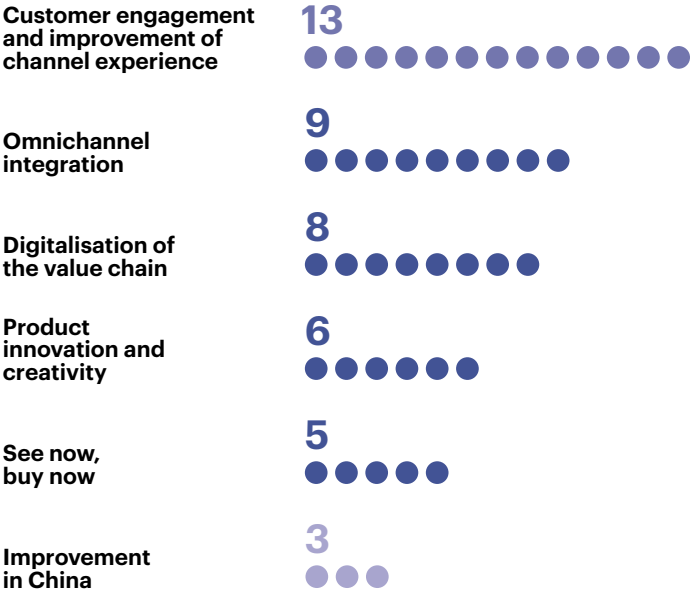 Customer engagement
and improvement of
channel experience
13
Omnichannel
integration
9
Digitalisation of
the value chain
8
Product
innovation and
creativity
6
See now,
buy now
5
Improvement
in China
3